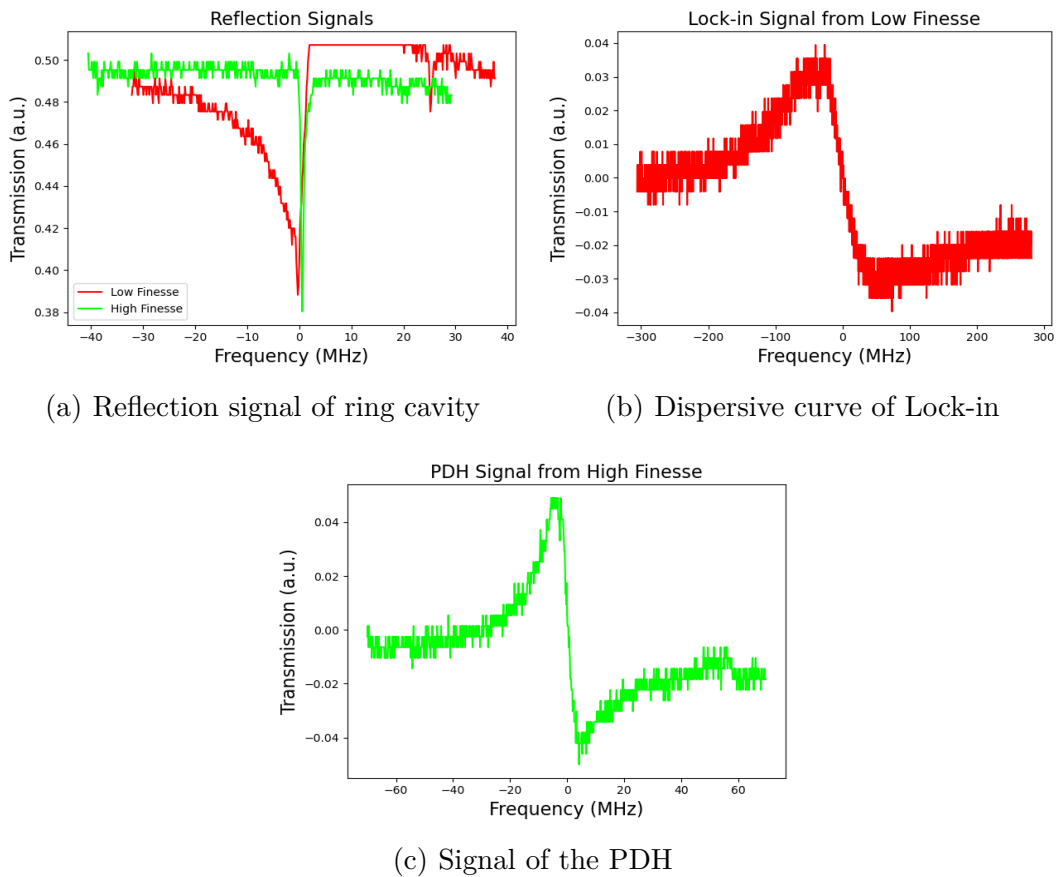 Reflection Signals
Transmission (a.u.)
0.50
0.48
0.46
0.44
0.42
0.40
0.38
Low Finesse
High Finesse
−40 −30 −20 −10 0 10 20 30 40
Frequency (MHz)
(a) Reflection signal of ring cavity
Lock-in Signal from Low Finesse
Transmission (a.u.)
0.04
0.03
0.02
0.01
0.00
−0.01
−0.02
−0.03
−0.04
−300 −200 −100 0 100 200 300
Frequency (MHz)
(b) Dispersive curve of Lock-in
PDH Signal from High Finesse
Transmission (a.u.)
0.04
0.02
0.00
−0.02
−0.04
−60 −40 −20 0 20 40 60
Frequency (MHz)
(c) Signal of the PDH